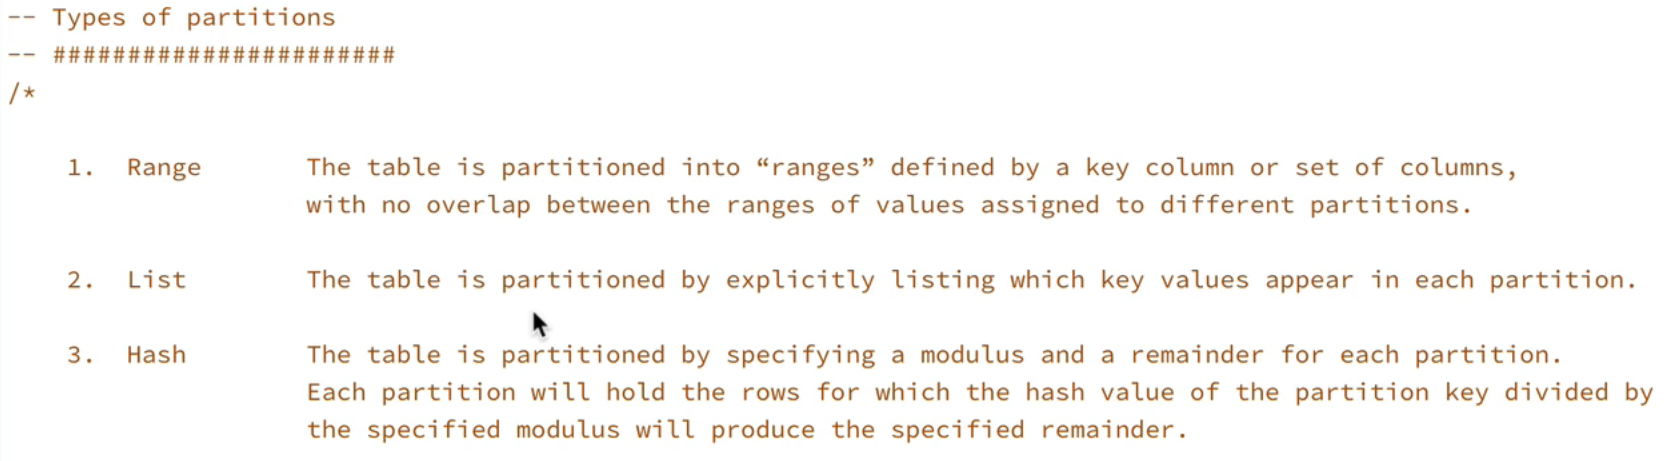 -- Types of partitions
-- #######################
/*
1. Range The table is partitioned into “ranges” defined by a key column or set of columns,
with no overlap between the ranges of values assigned to different partitions.
2. List The table is partitioned by explicitly listing which key values appear in each partition.
3. Hash The table is partitioned by specifying a modulus and a remainder for each partition.
Each partition will hold the rows for which the hash value of the partition key divided by
the specified modulus will produce the specified remainder.